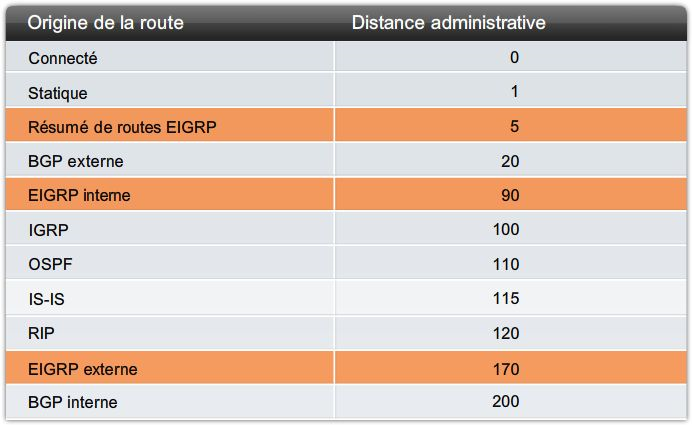 Origine de la route Distance administrative
Connecté 0
Statique 1
Résumé de routes EIGRP 5
BGP externe 20
EIGRP interne 90
IGRP 100
OSPF 110
IS-IS 115
RIP 120
EIGRP externe 170
BGP interne 200